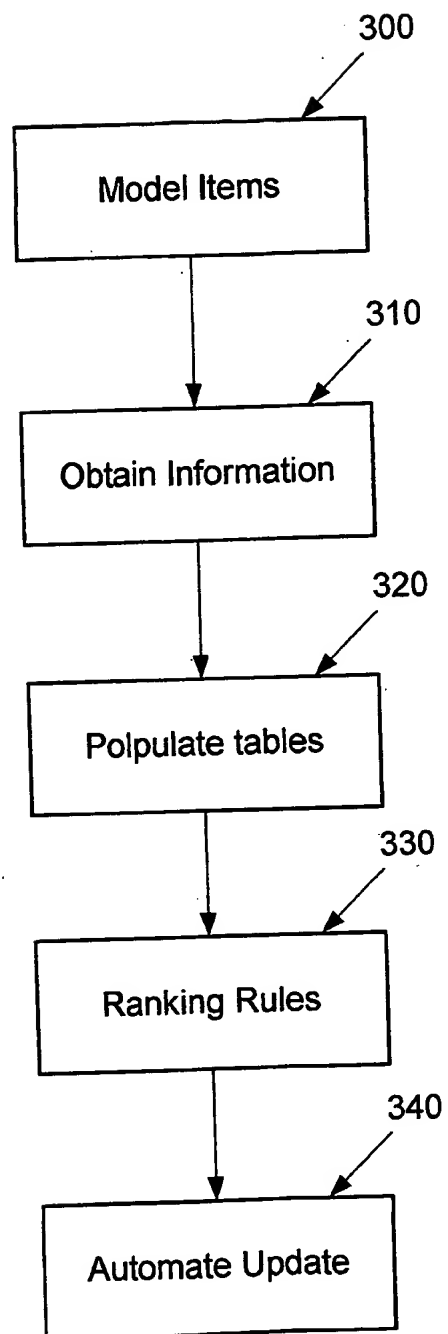 300
Model Items
310
Obtain Information
320
Polpulate tables
330
Ranking Rules
340
Automate Update